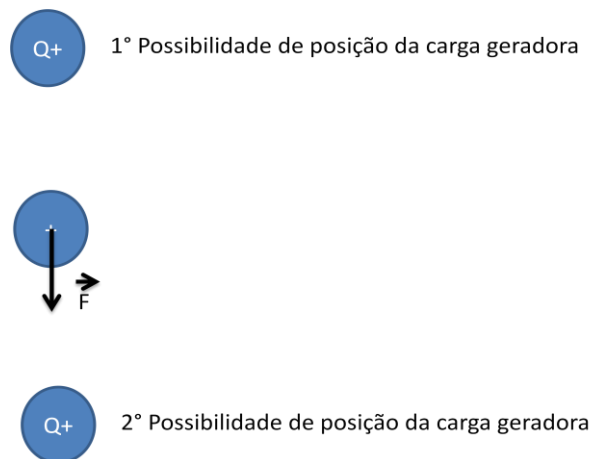 Q+ 1° Possibilidade de posição da carga geradora
+
F
Q+ 2° Possibilidade de posição da carga geradora